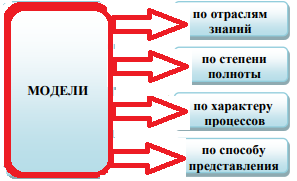 МОДЕЛИ
по отраслям
знаний
по степени
полноты
по характеру
процессов
по способу
представления